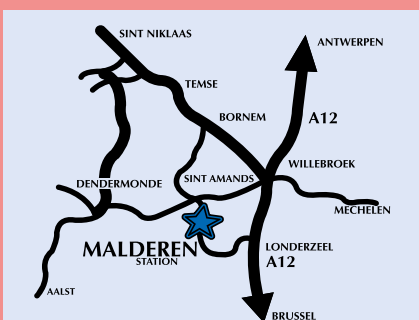 SINT NIKLAAS
ANTWERPEN
TEMSE
BORNEM
A12
WILLEBROEK
DENDERMONDE
SINT AMANDS
MECHELEN
MALDEREN
STATION
LONDERZEEL
A12
AALST
BRUSSEL